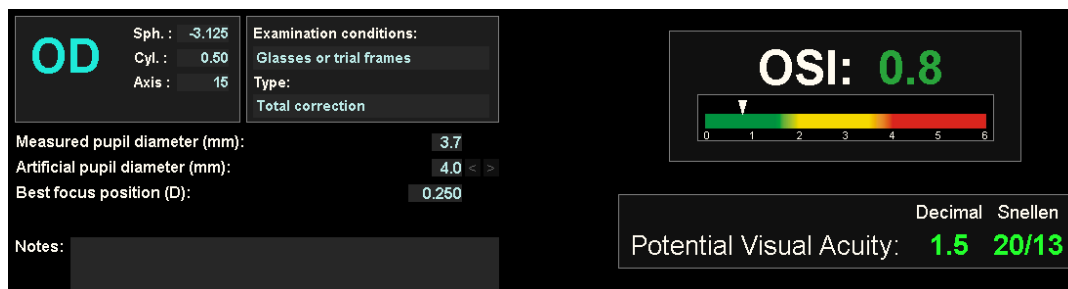 OD
Sph. : -3.125
Cyl. : 0.50
Axis : 15
Examination conditions:
Glasses or trial frames
Type:
Total correction
Measured pupil diameter (mm): 3.7
Artificial pupil diameter (mm): 4.0 < >
Best focus position (D): 0.250
Notes:
OSI: 0.8
0 1 2 3 4 5 6
Decimal Snellen
Potential Visual Acuity: 1.5 20/13